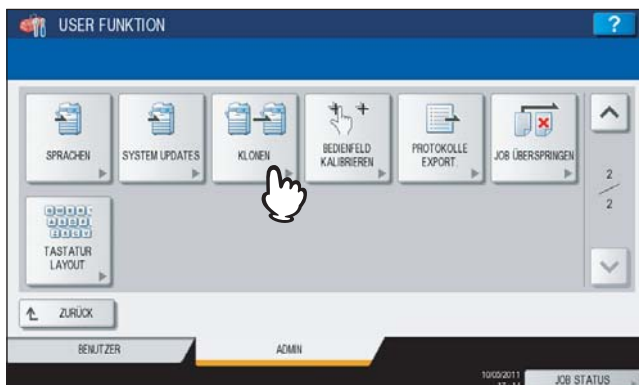 USER FUNKTION
?
SPRACHEN
SYSTEM UPDATES
KLONEN
BEDIENFELD
KALIBRIEREN
PROTOKOLLE
EXPORT.
JOB ÜBERSPRINGEN
2
2
TASTATUR
LAYOUT
ZURÜCK
BENUTZER
ADMIN
10/05/2011
JOB STATUS